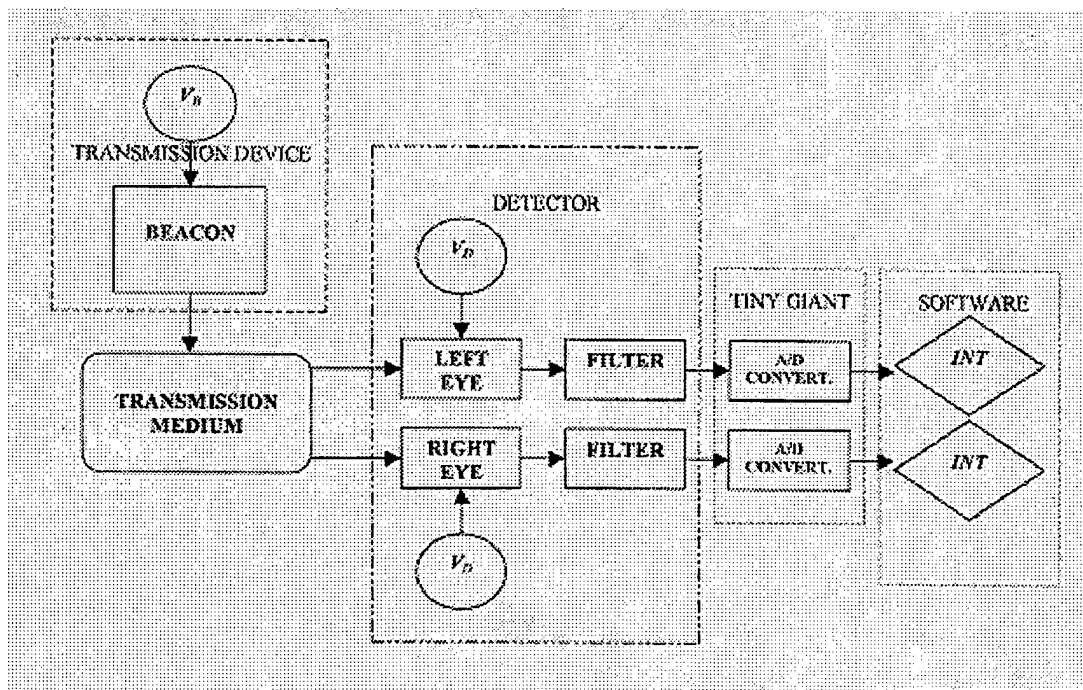 V_B
TRANSMISSION DEVICE
BEACON
TRANSMISSION
MEDIUM
DETECTOR
V_D
LEFT
EYE
FILTER
RIGHT
EYE
FILTER
V_D
TINY GIANT
A/D
CONVERT.
A/D
CONVERT.
SOFTWARE
INT
INT